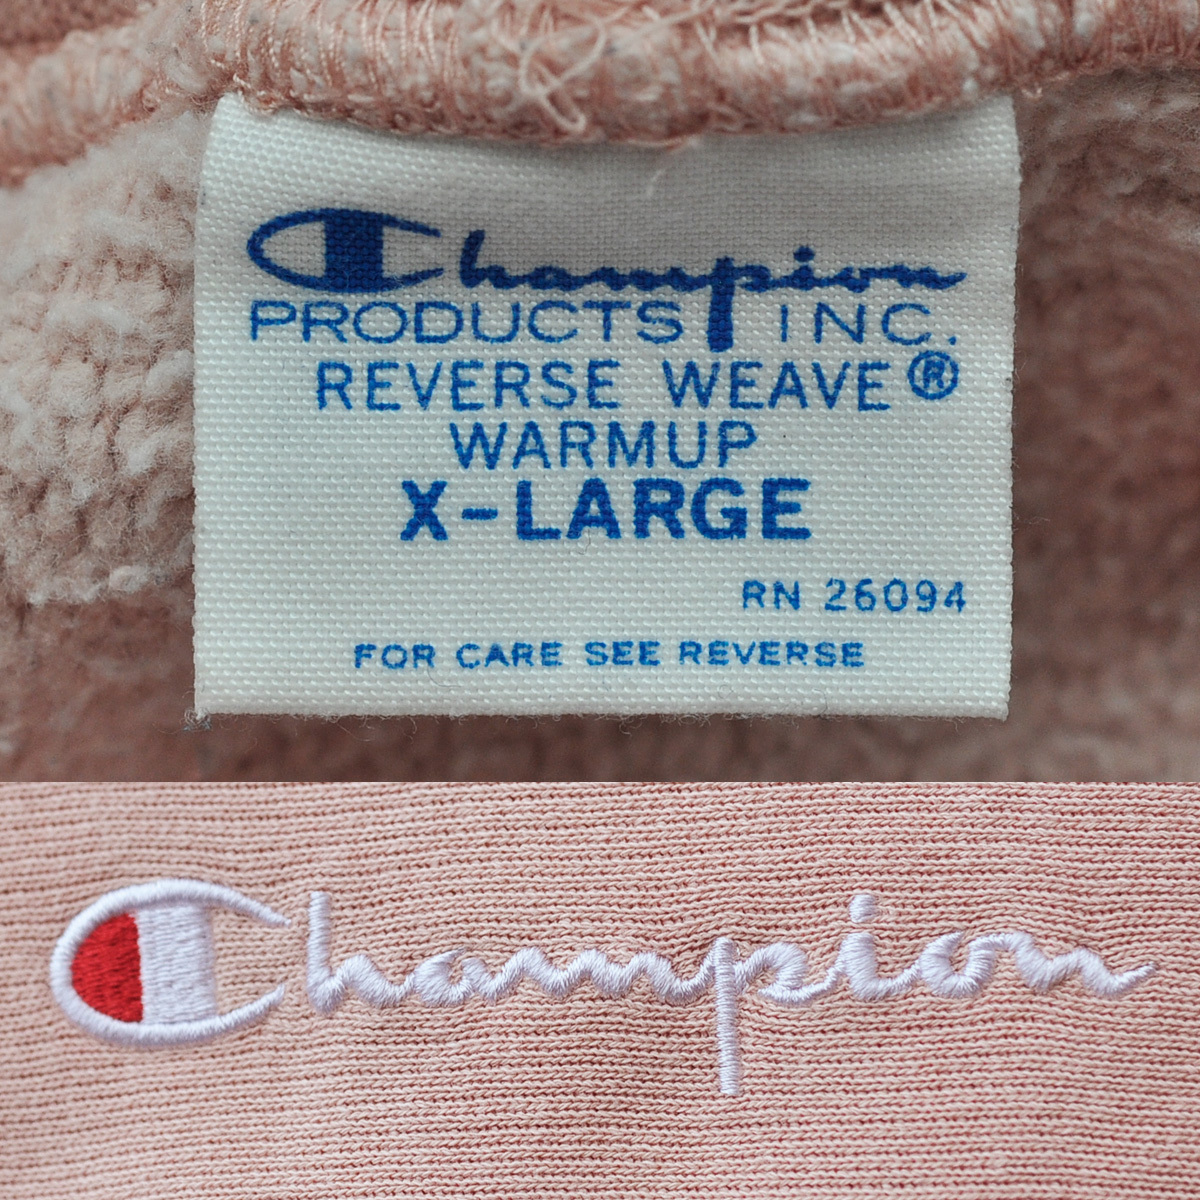 Champion
PRODUCTS INC.
REVERSE WEAVE®
WARMUP
X-LARGE
RN 26094
FOR CARE SEE REVERSE
Champion